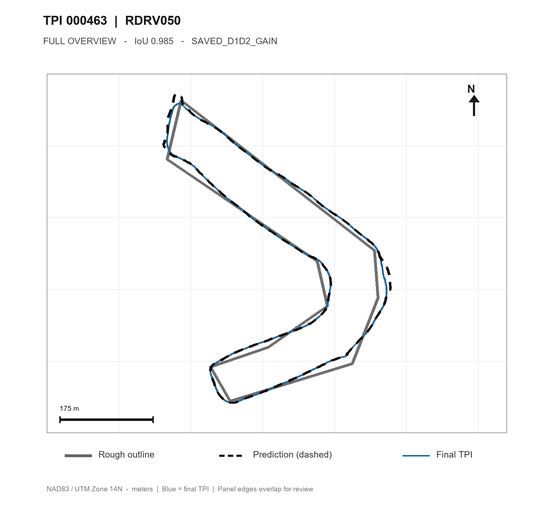 TPI 000463 | RDRV050
FULL OVERVIEW - IoU 0.985 - SAVED_D1D2_GAIN
N
175 m
Rough outline
Prediction (dashed)
Final TPI
NAD83 / UTM Zone 14N - meters | Blue = final TPI | Panel edges overlap for review